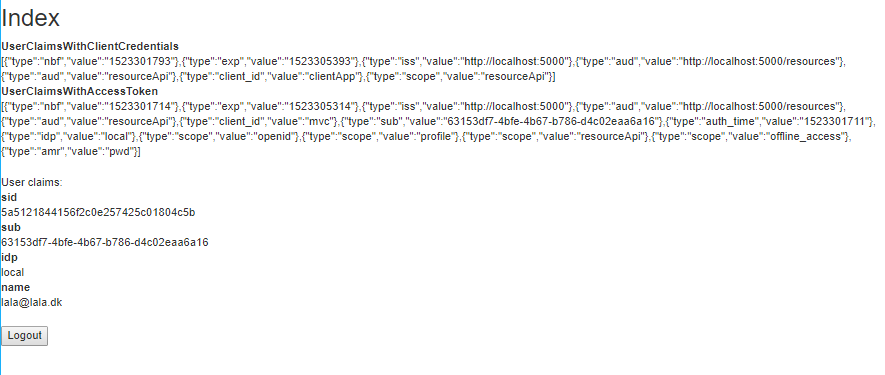 Index
UserClaimsWithClientCredentials
[{"type":"nbf","value":"1523301793"},{"type":"exp","value":"1523305393"},{"type":"iss","value":"http://localhost:5000"},{"type":"aud","value":"http://localhost:5000/resources"},
{"type":"aud","value":"resourceApi"},{"type":"client_id","value":"clientApp"},{"type":"scope","value":"resourceApi"}]
UserClaimsWithAccessToken
[{"type":"nbf","value":"1523301714"},{"type":"exp","value":"1523305314"},{"type":"iss","value":"http://localhost:5000"},{"type":"aud","value":"http://localhost:5000/resources"},
{"type":"aud","value":"resourceApi"},{"type":"client_id","value":"mvc"},{"type":"sub","value":"63153df7-4bfe-4b67-b786-d4c02eaa6a16"},{"type":"auth_time","value":"1523301711"},
{"type":"idp","value":"local"},{"type":"scope","value":"openid"},{"type":"scope","value":"profile"},{"type":"scope","value":"resourceApi"},{"type":"scope","value":"offline_access"},
{"type":"amr","value":"pwd"}]
User claims:
sid
5a5121844156f2c0e257425c01804c5b
sub
63153df7-4bfe-4b67-b786-d4c02eaa6a16
idp
local
name
lala@lala.dk
Logout